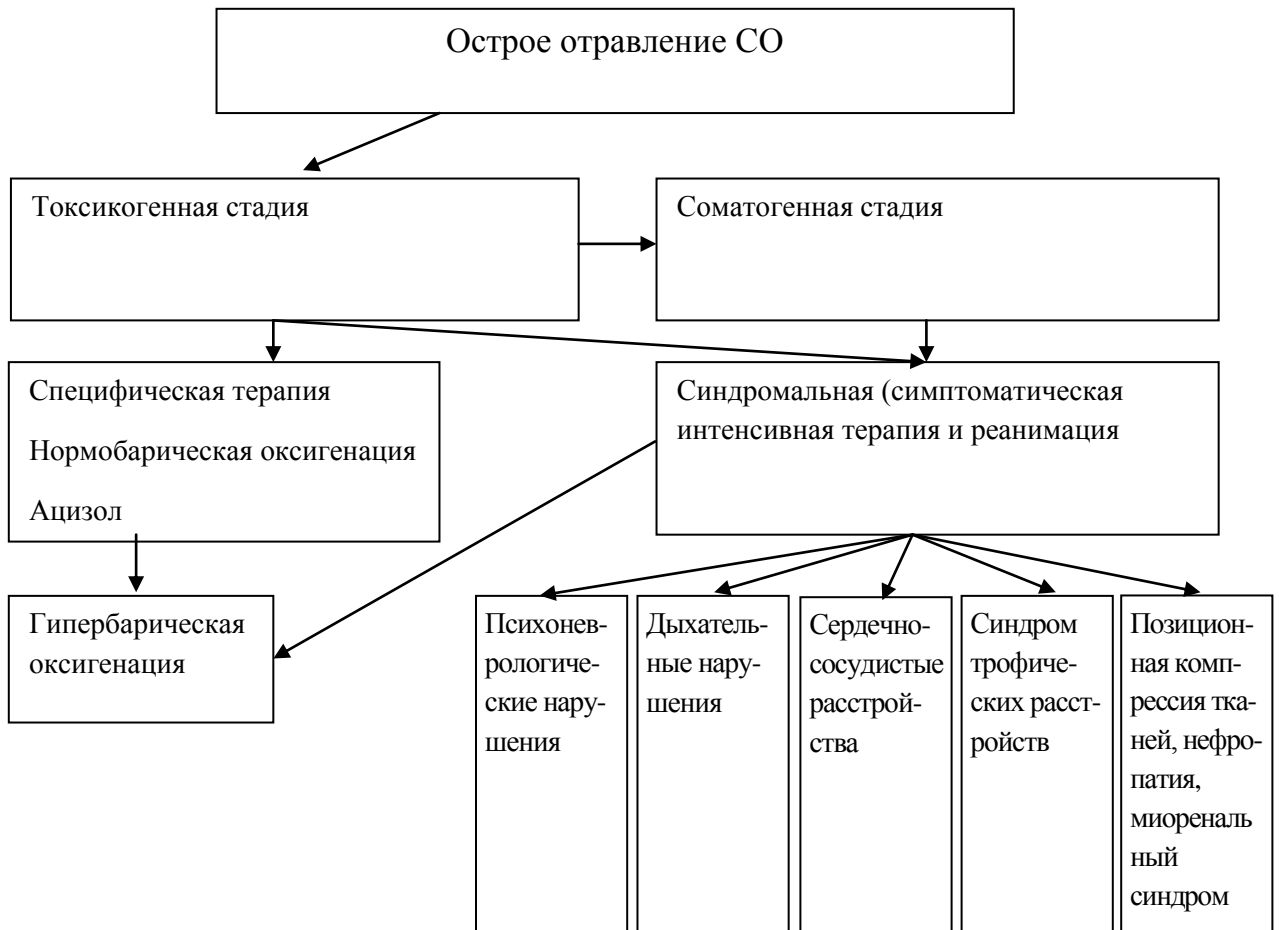 Острое отравление СО
Токсикогенная стадия
Соматогенная стадия
Специфическая терапия
Нормобарическая оксигенация
Ацизол
Синдромальная (симптоматическая
интенсивная терапия и реанимация
Гипербарическая
оксигенация
Психонев-
рологиче-
ские нару-
шения
Дыхатель-
ные нару-
шения
Сердечно-
сосудистые
расстрой-
ства
Синдром
трофиче-
ских расст-
ройств
Позицион-
ная комп-
рессия тка-
ней, нефро-
патия,
миореналь
ный
синдром